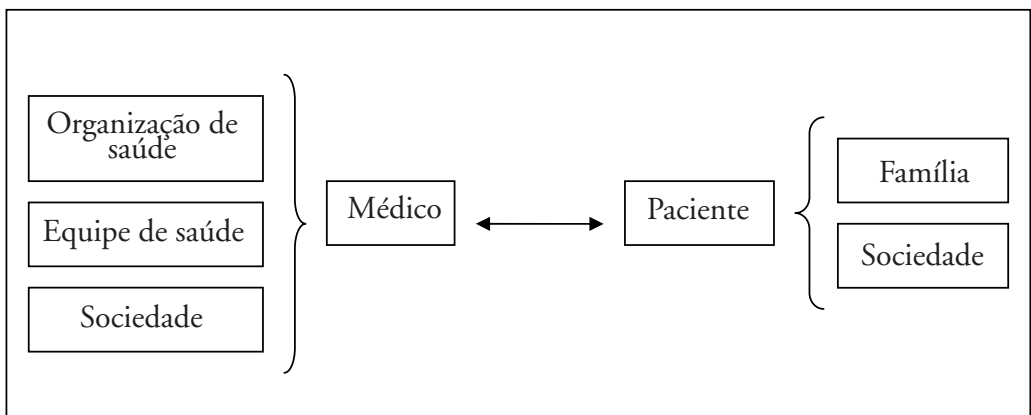 Organização de
saúde
Equipe de saúde
Sociedade
Médico
Paciente
Família
Sociedade